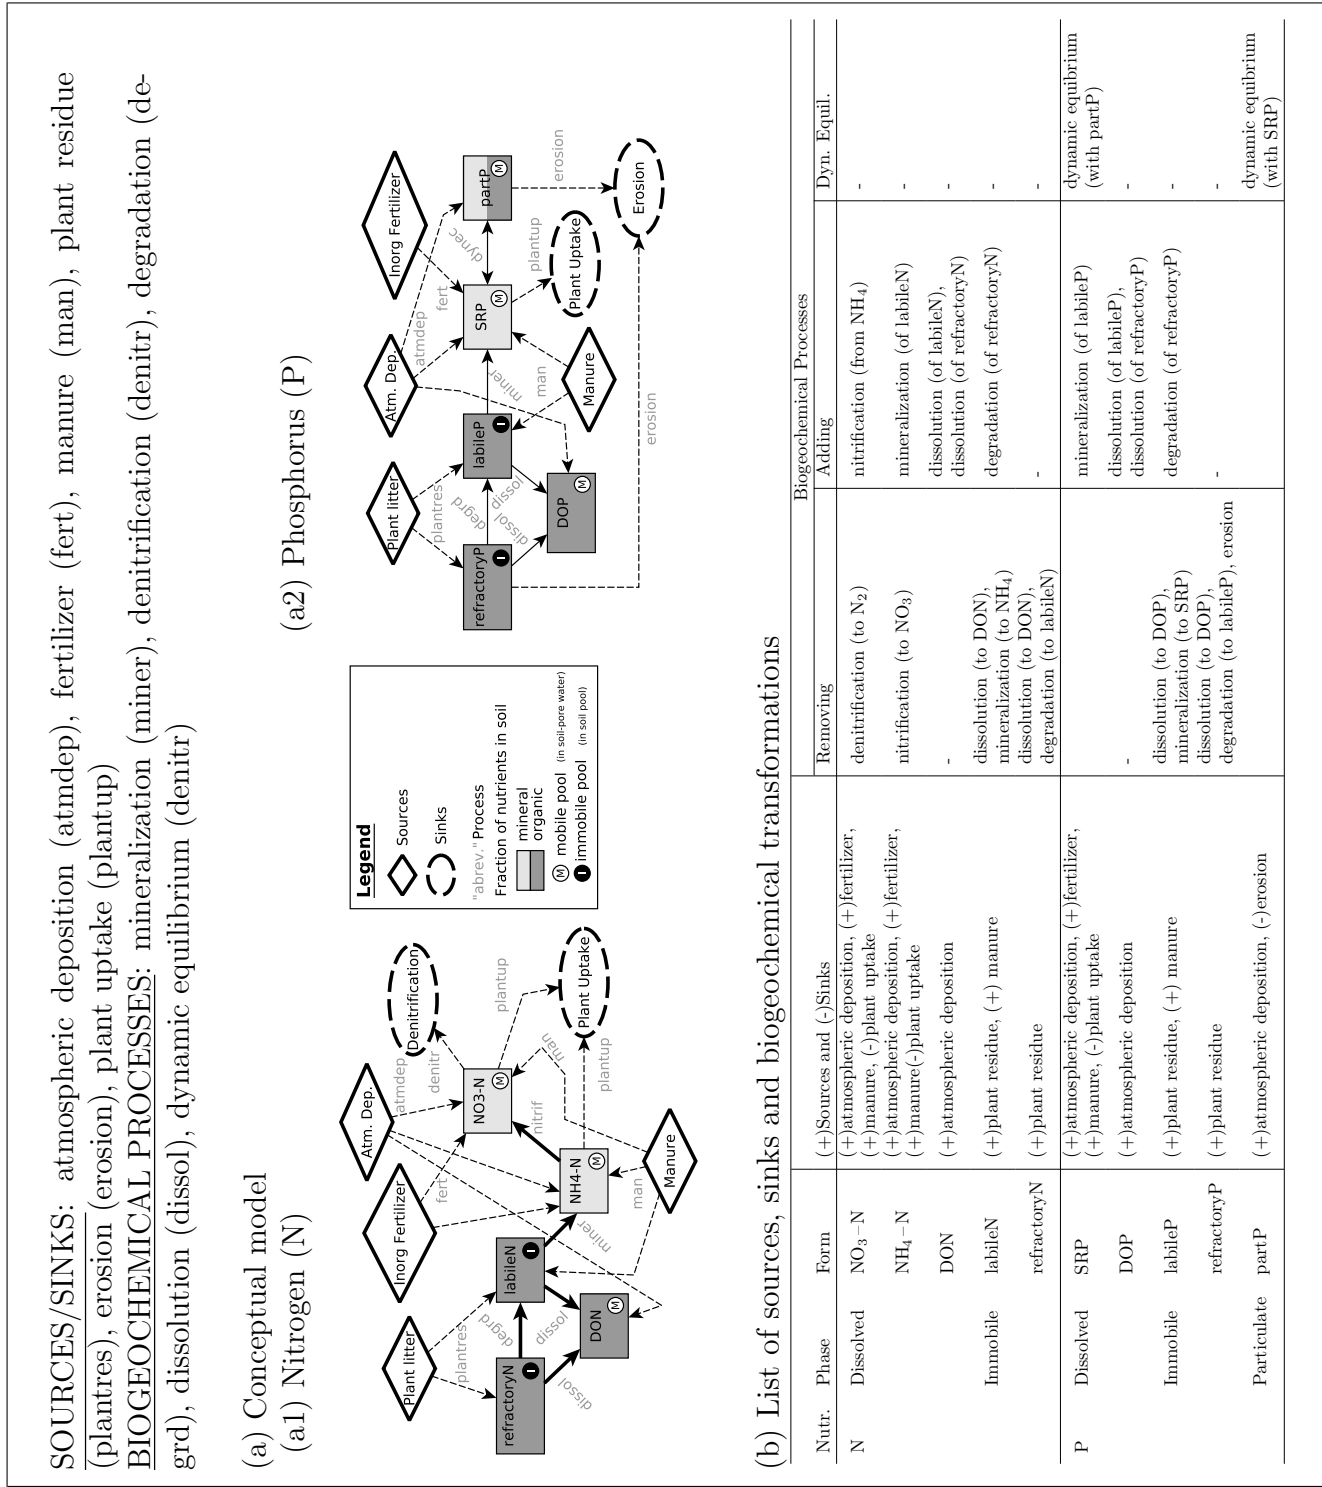 SOURCES/SINKS: atmospheric deposition (atmdep), fertilizer (fert), manure (man), plant residue
(plantres), erosion (erosion), plant uptake (plantup)
BIOGEOCHEMICAL PROCESSES: mineralization (miner), denitrification (denitr), degradation (de-
grd), dissolution (dissol), dynamic equilibrium (denitr)
(a) Conceptual model
(a1) Nitrogen (N)
Plant litter
Inorg Fertilizer
Atm. Dep.
Denitrification
plantres
fert
atmdep
denitr
refractoryN
I
degrd
labileN
I
miner
NH4-N
M
nitrif
NO3-N
M
plantup
dissol
dissol
DON
M
man
Manure
man
plantup
Plant Uptake
Legend
Sources
Sinks
"abrev." Process
Fraction of nutrients in soil
mineral
organic
M mobile pool (in soil-pore water)
I immobile pool (in soil pool)
(a2) Phosphorus (P)
Plant litter
Atm. Dep.
Inorg Fertilizer
plantres
atmdep
fert
refractoryP
I
degrd
labileP
I
miner
SRP
M
dynec
partP
M
dissol
dissol
DOP
M
man
Manure
plantup
Plant Uptake
erosion
erosion
Erosion
(b) List of sources, sinks and biogeochemical transformations
Biogeochemical Processes
Nutr. Phase Form (+)Sources and (-)Sinks Removing Adding Dyn. Equil.
N Dissolved NO₃−N (+)atmospheric deposition, (+)fertilizer, denitrification (to N₂) nitrification (from NH₄) -
(+)manure, (-)plant uptake
NH₄−N (+)atmospheric deposition, (+)fertilizer, nitrification (to NO₃) mineralization (of labileN) -
(+)manure(-)plant uptake
DON (+)atmospheric deposition - dissolution (of labileN), -
dissolution (of refractoryN)
Immobile labileN (+)plant residue, (+) manure dissolution (to DON), degradation (of refractoryN) -
mineralization (to NH₄)
refractoryN (+)plant residue dissolution (to DON), - -
degradation (to labileN)
P Dissolved SRP (+)atmospheric deposition, (+)fertilizer, mineralization (of labileP) dynamic equibrium
(+)manure, (-)plant uptake (with partP)
DOP (+)atmospheric deposition - dissolution (of labileP), -
dissolution (of refractoryP)
Immobile labileP (+)plant residue, (+) manure dissolution (to DOP), degradation (of refractoryP) -
mineralization (to SRP)
refractoryP (+)plant residue dissolution (to DOP), - -
degradation (to labileP), erosion
Particulate partP (+)atmospheric deposition, (-)erosion dynamic equibrium
(with SRP)